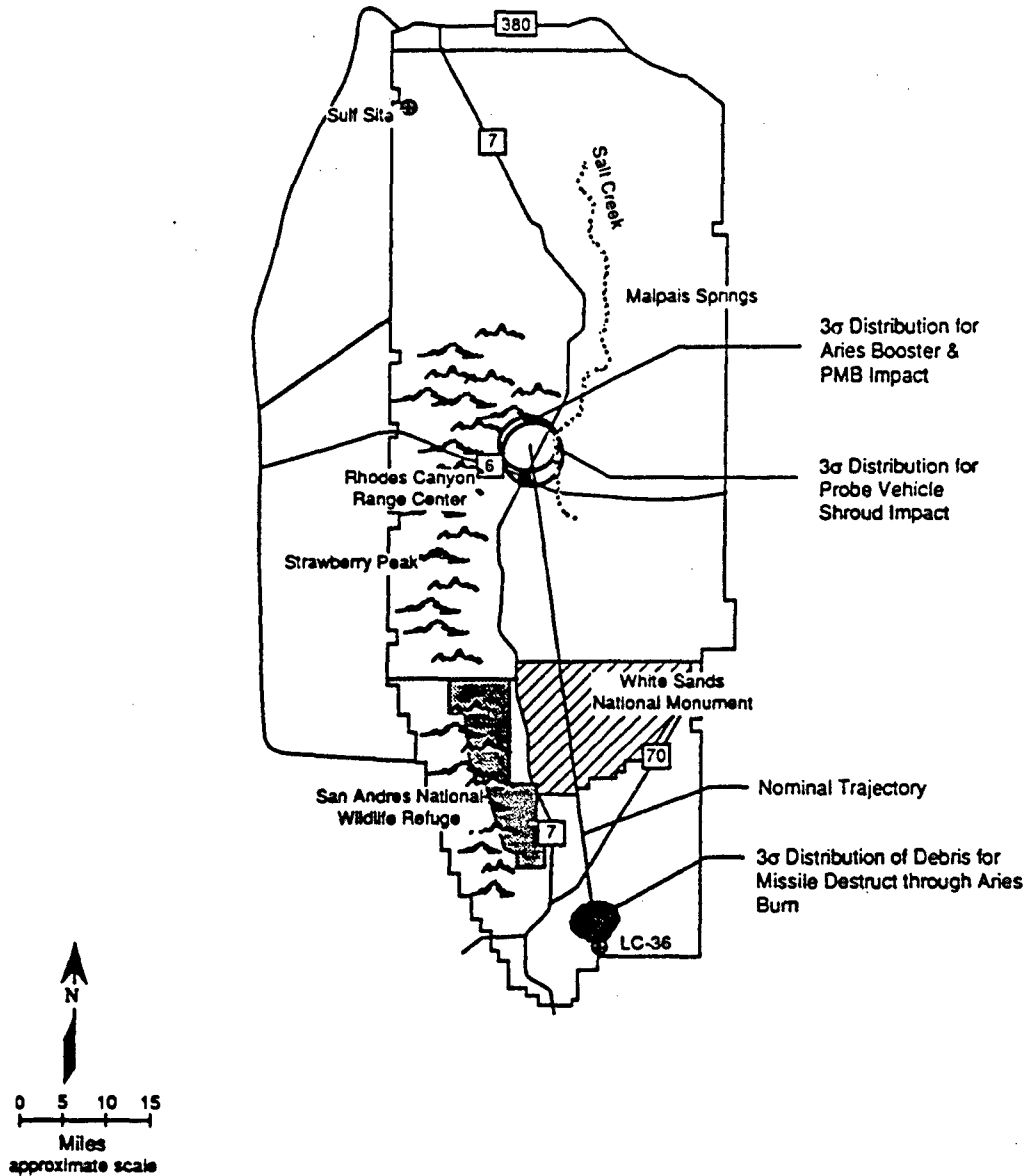 380
Sulf Site
7
Salt Creek
Malpais Springs
3σ Distribution for
Aries Booster &
PMB Impact
6
Rhodes Canyon
Range Center
3σ Distribution for
Probe Vehicle
Shroud Impact
Strawberry Peak
White Sands
National Monument
70
San Andres National
Wildlife Refuge
Nominal Trajectory
7
3σ Distribution of Debris for
Missile Destruct through Aries
Burn
LC-36
N
0 5 10 15
Miles
approximate scale